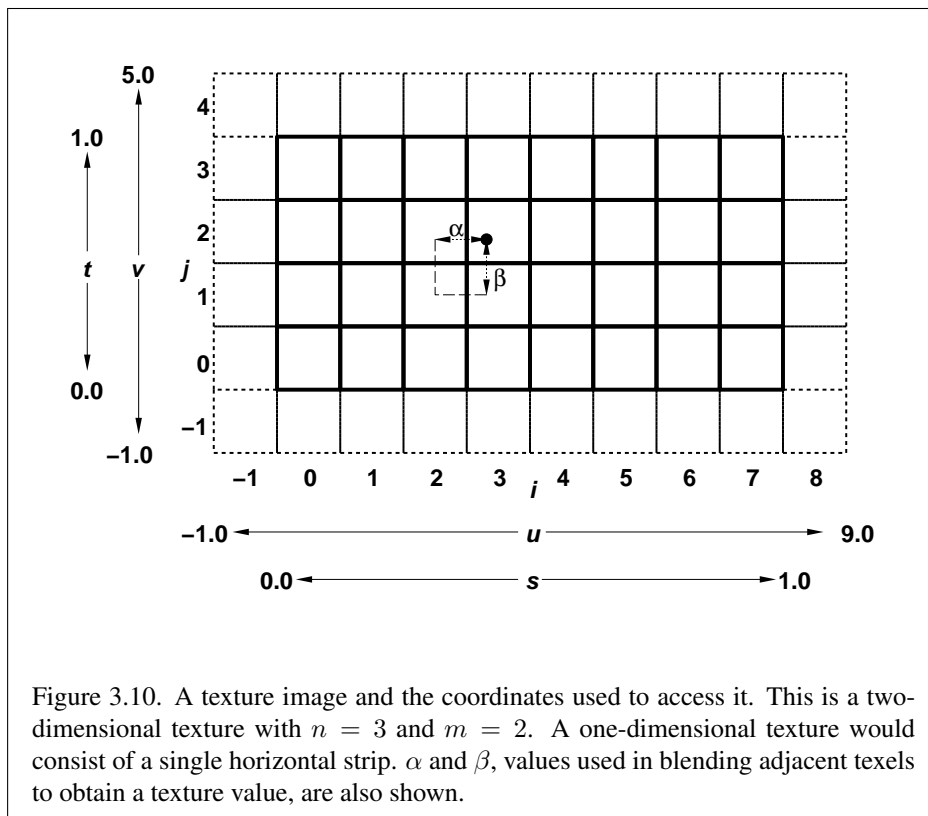 5.0
4
1.0
3
α
2
t v j
β
1
0
0.0
−1
−1.0
−1 0 1 2 3 4 5 6 7 8
i
−1.0 u 9.0
0.0 s 1.0
Figure 3.10. A texture image and the coordinates used to access it. This is a two-
dimensional texture with n = 3 and m = 2. A one-dimensional texture would
consist of a single horizontal strip. α and β, values used in blending adjacent texels
to obtain a texture value, are also shown.